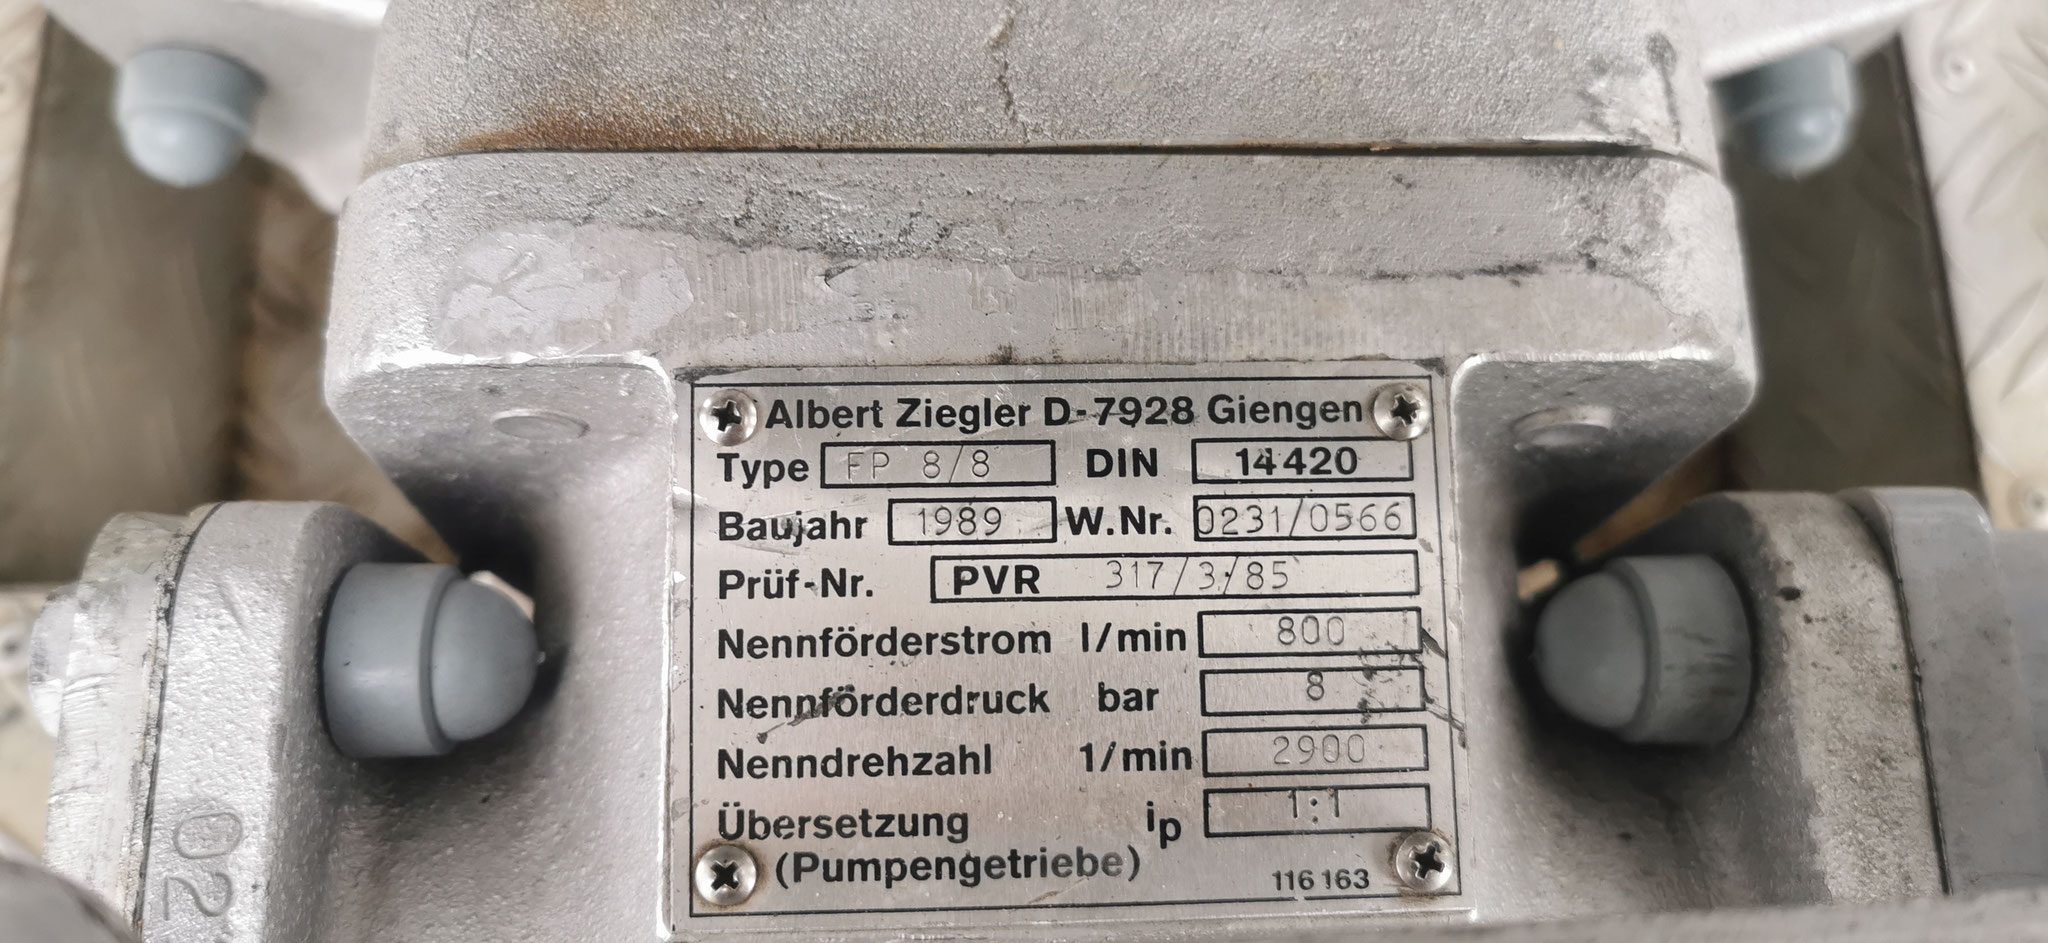 Albert Ziegler D-7928 Giengen
Type FP 8/8 DIN 14420
Baujahr 1989 W.Nr. 0231/0566
Prüf-Nr. PVR 317/3/85
Nennförderstrom l/min 800
Nennförderdruck bar 8
Nenndrehzahl 1/min 2900
Übersetzung ip 1:1
(Pumpengetriebe)
116 163
02